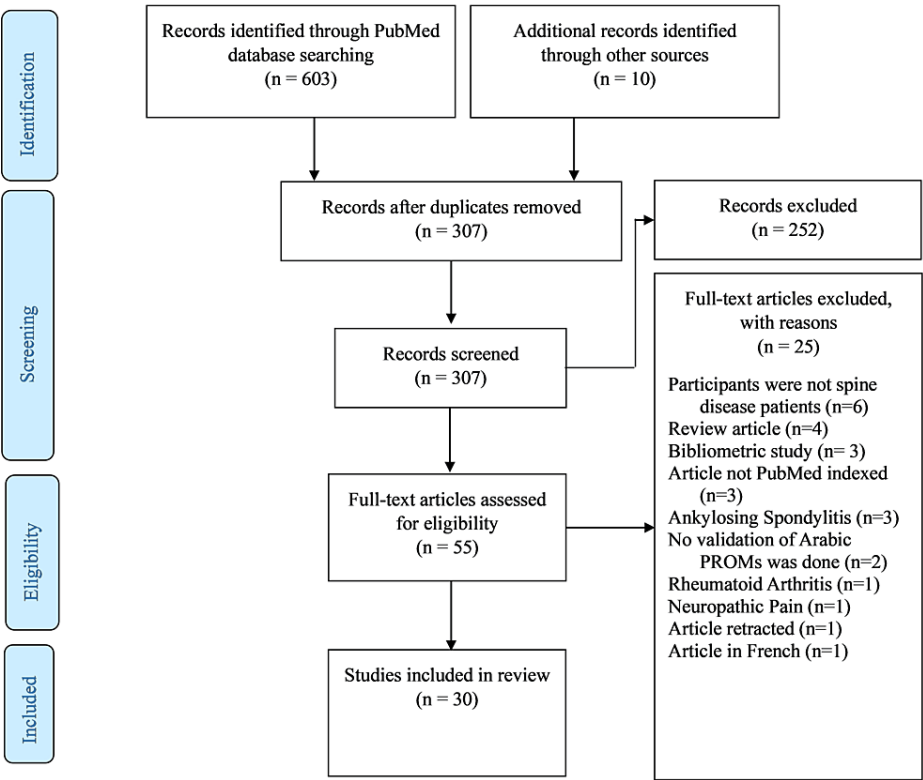 Identification
Records identified through PubMed
database searching
(n = 603)
Additional records identified
through other sources
(n = 10)
Screening
Records after duplicates removed
(n = 307)
Records excluded
(n = 252)
Records screened
(n = 307)
Full-text articles excluded,
with reasons
(n = 25)
Participants were not spine
disease patients (n=6)
Review article (n=4)
Bibliometric study (n= 3)
Article not PubMed indexed
(n=3)
Ankylosing Spondylitis (n=3)
No validation of Arabic
PROMs was done (n=2)
Rheumatoid Arthritis (n=1)
Neuropathic Pain (n=1)
Article retracted (n=1)
Article in French (n=1)
Eligibility
Full-text articles assessed
for eligibility
(n = 55)
Included
Studies included in review
(n = 30)